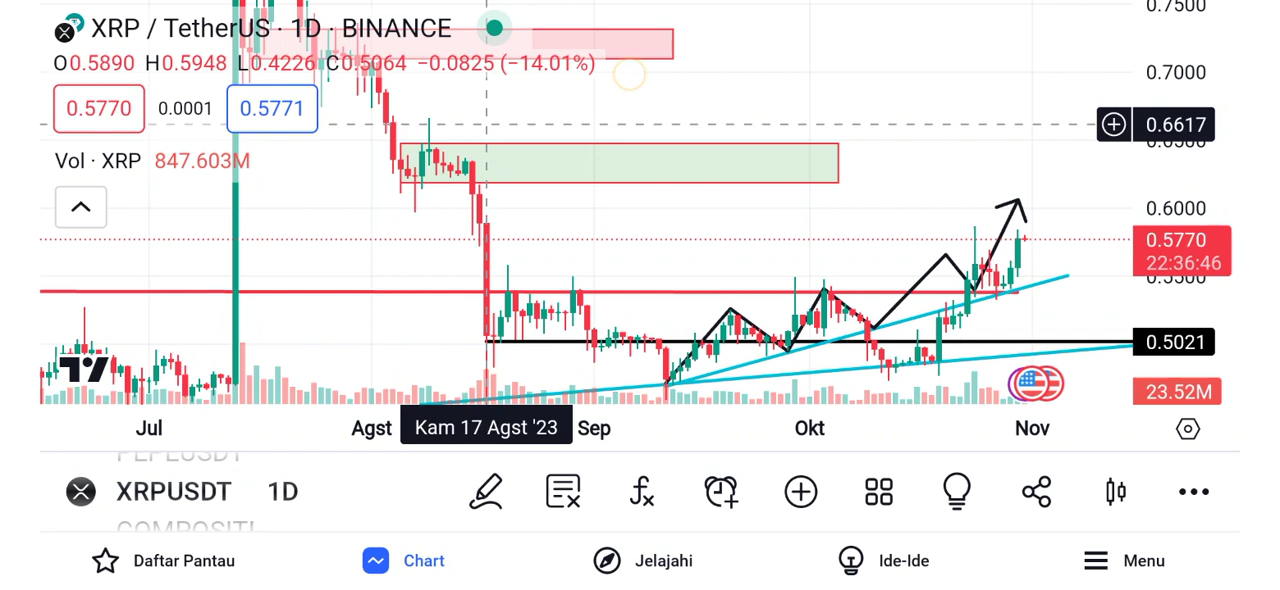 0.7500
XRP / TetherUS · 1D · BINANCE
O0.5890 H0.5948 L0.4226 C0.5064 −0.0825 (−14.01%)
0.7000
0.5770 0.0001 0.5771
0.6617
Vol · XRP 847.603M
0.6000
0.5770
22:36:46
0.5021
23.52M
Jul Agst Kam 17 Agst '23 Sep Okt Nov
XRPUSDT 1D
Daftar Pantau Chart Jelajahi Ide-Ide Menu